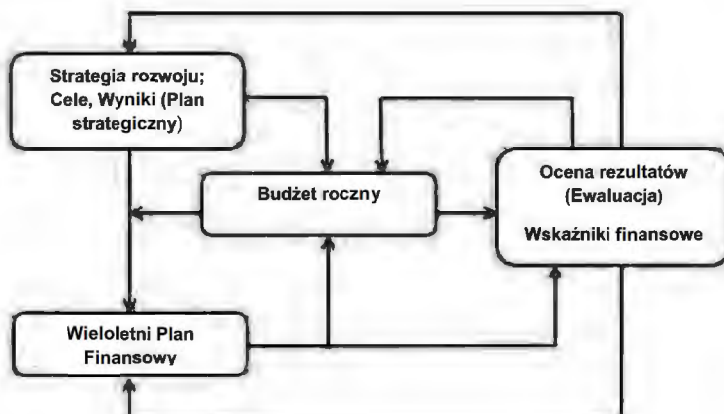 Strategia rozwoju;
Cele, Wyniki (Plan
strategiczny)
Budżet roczny
Ocena rezultatów
(Ewaluacja)
Wskaźniki finansowe
Wieloletni Plan
Finansowy